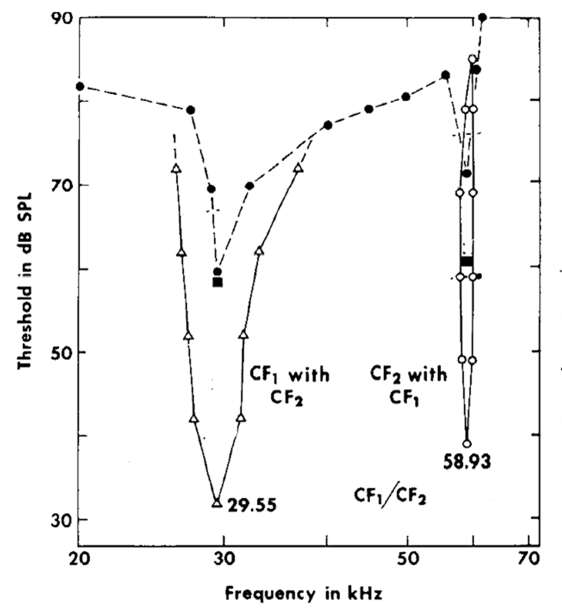 90
70
50
30
Threshold in dB SPL
CF₁ with
CF₂
CF₂ with
CF₁
29.55
58.93
CF₁/CF₂
20
30
40
50
60
70
Frequency in kHz